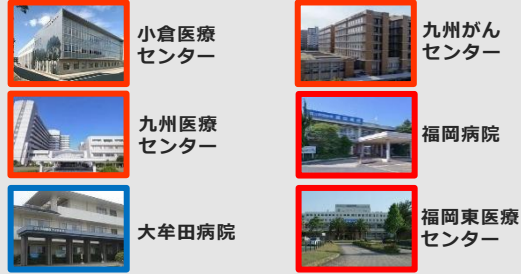 小倉医療
センター
九州がん
センター
九州医療
センター
福岡病院
大牟田病院
福岡東医療
センター